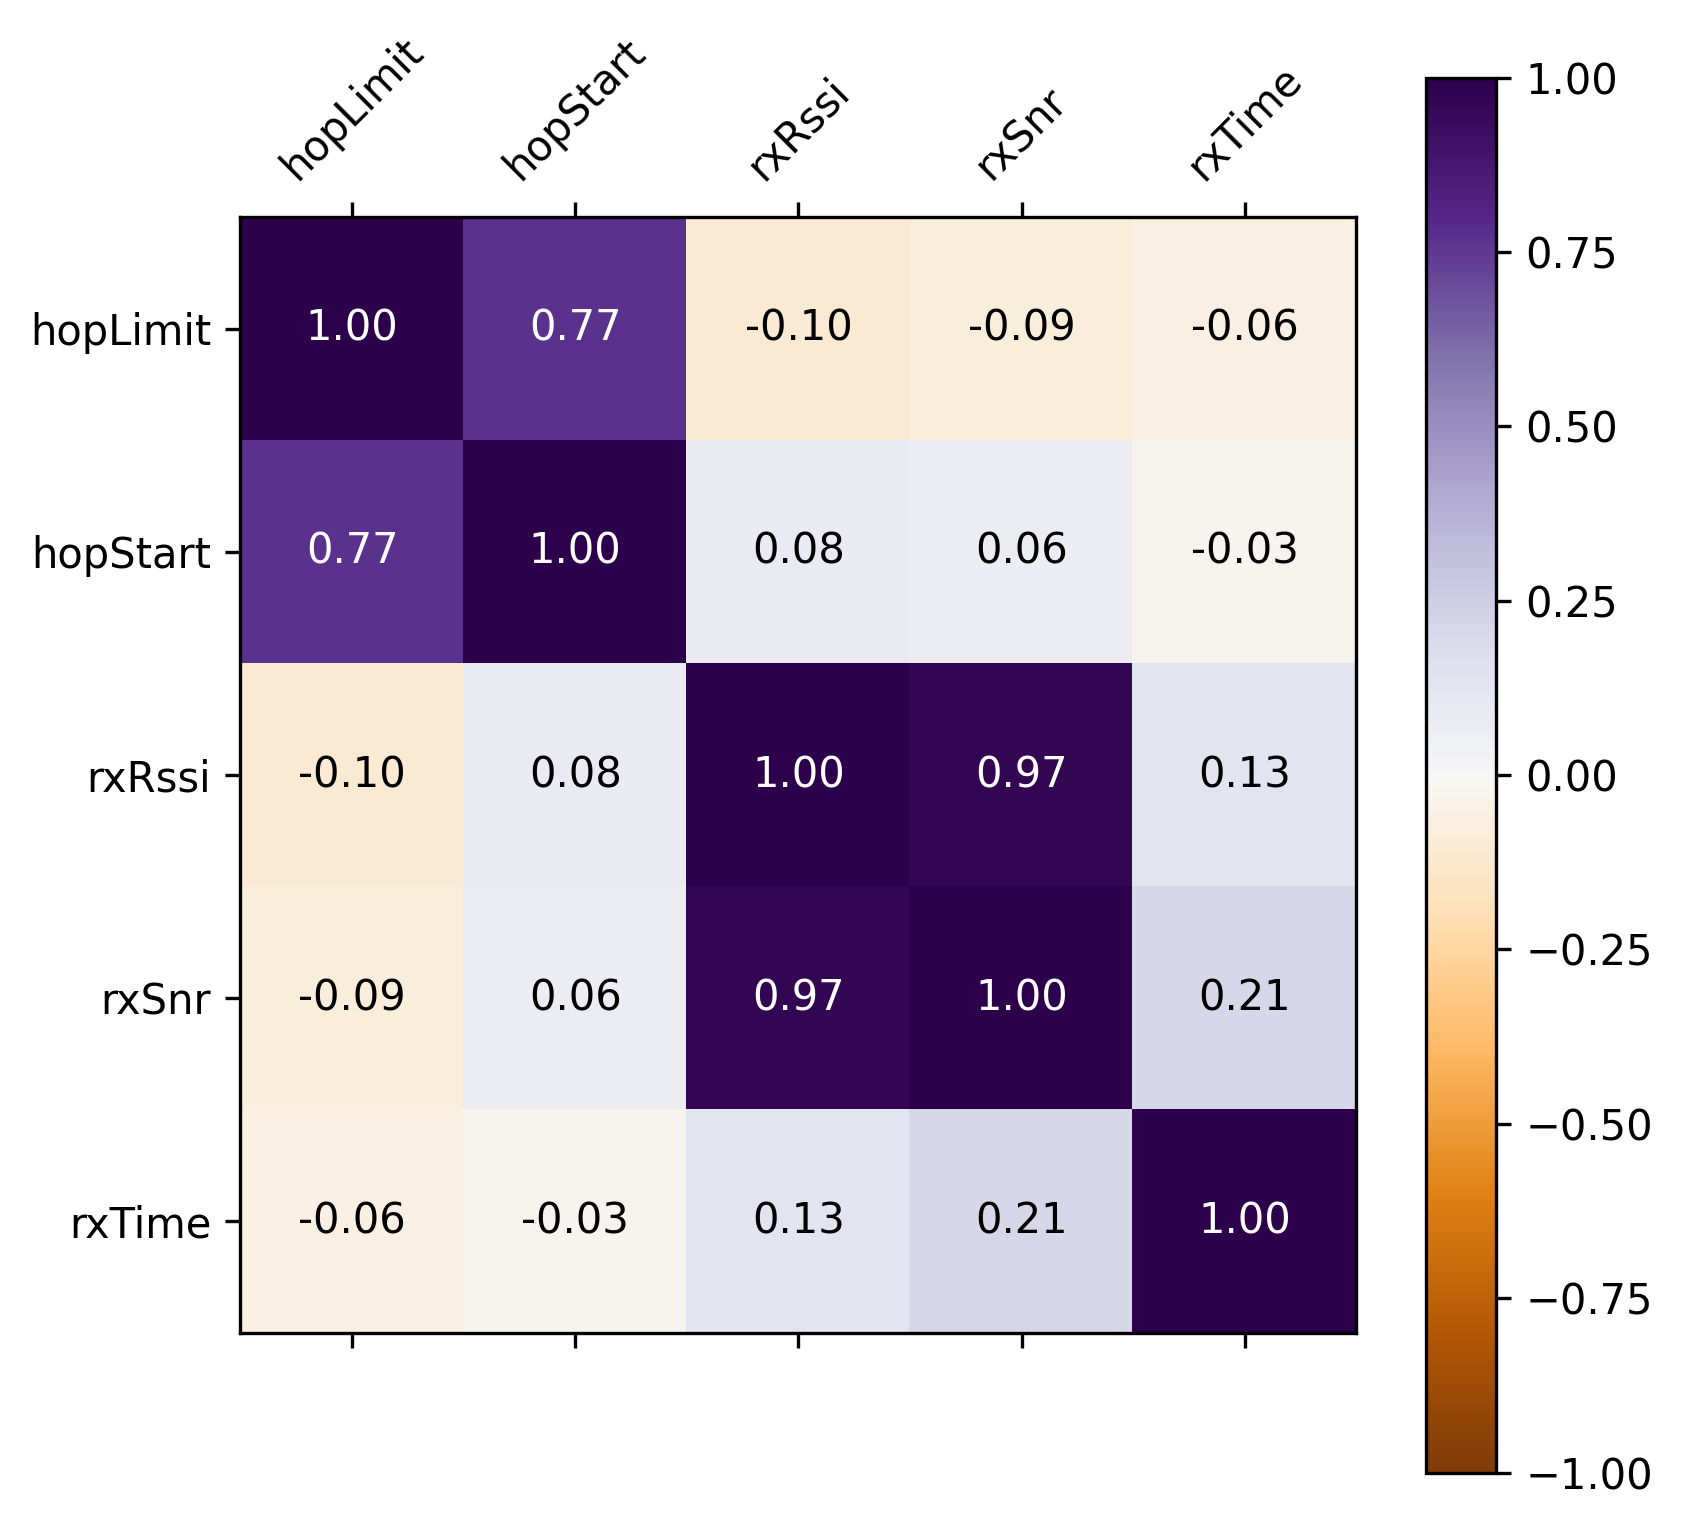 hopLimit hopStart rxRssi rxSnr rxTime
hopLimit 1.00 0.77 -0.10 -0.09 -0.06
hopStart 0.77 1.00 0.08 0.06 -0.03
rxRssi -0.10 0.08 1.00 0.97 0.13
rxSnr -0.09 0.06 0.97 1.00 0.21
rxTime -0.06 -0.03 0.13 0.21 1.00
1.00
0.75
0.50
0.25
0.00
−0.25
−0.50
−0.75
−1.00